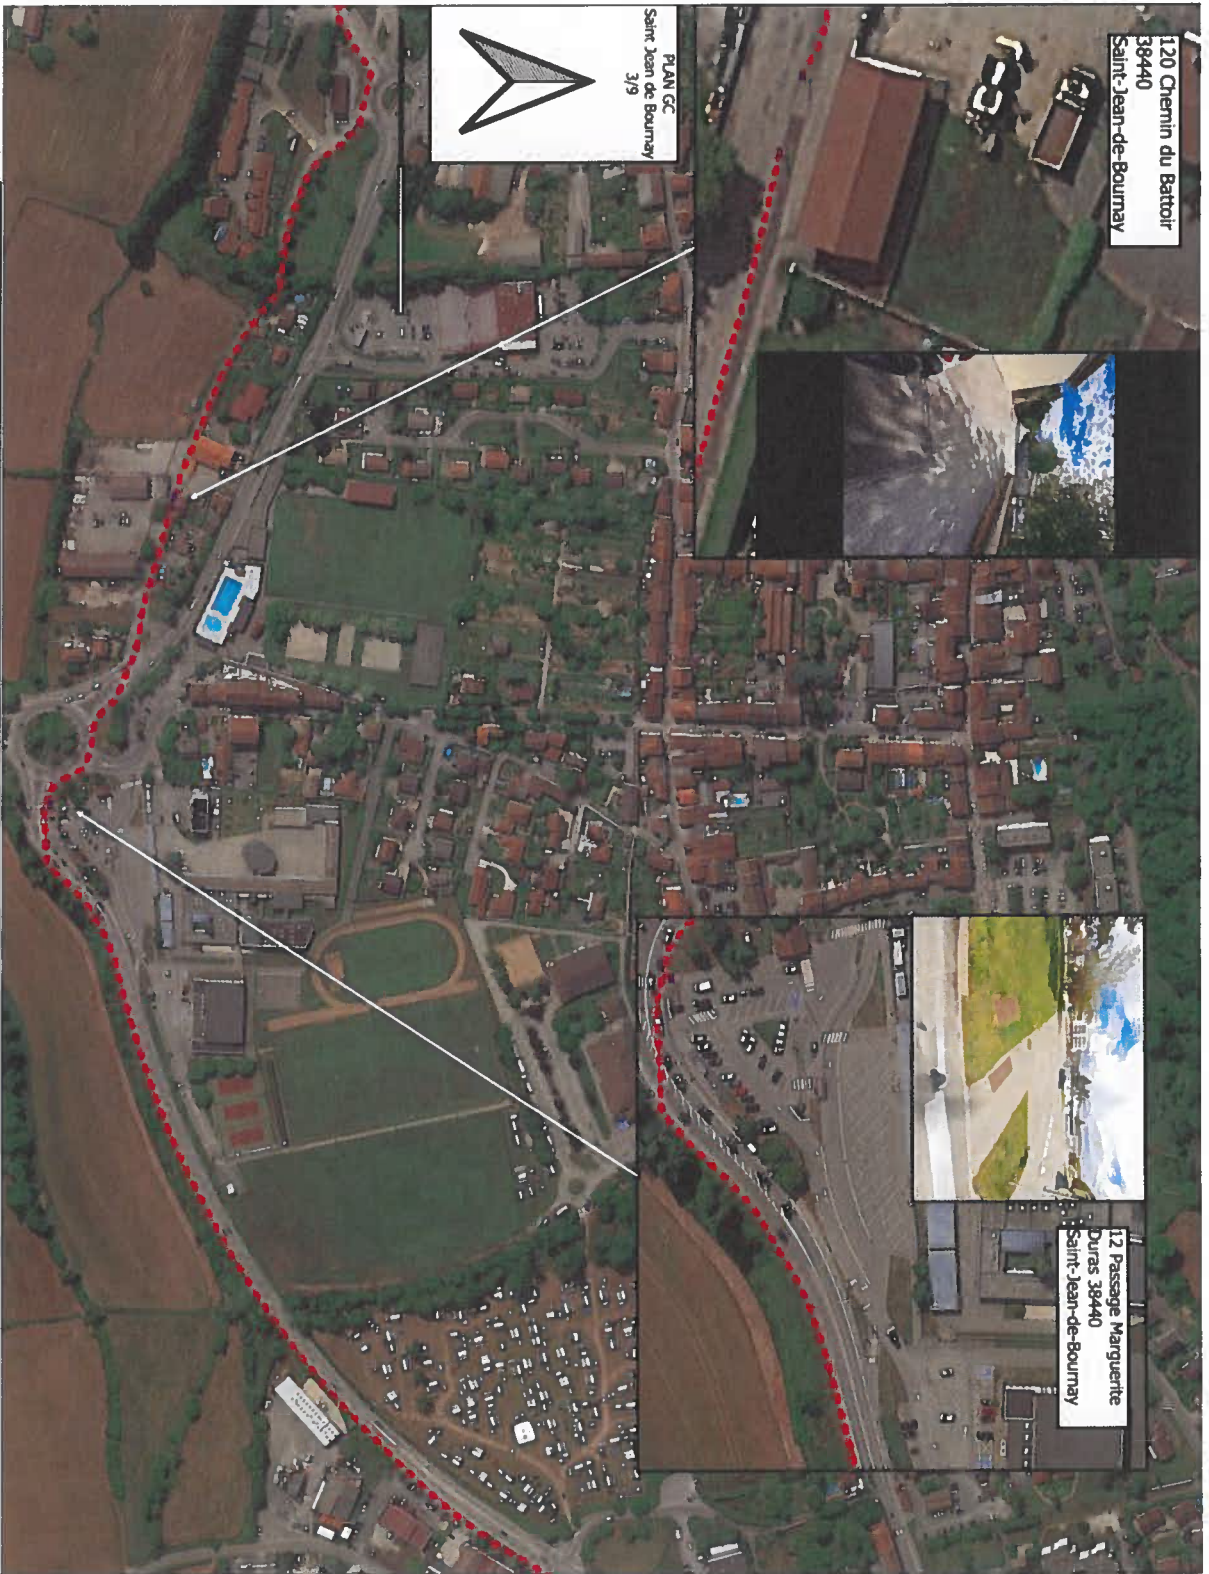 120 Chemin du Battoir
38440
Saint-Jean-de-Bournay
PLAN GC
Saint Jean de Bournay
3/9
12 Passage Marguerite
Duras 38440
Saint-Jean-de-Bournay